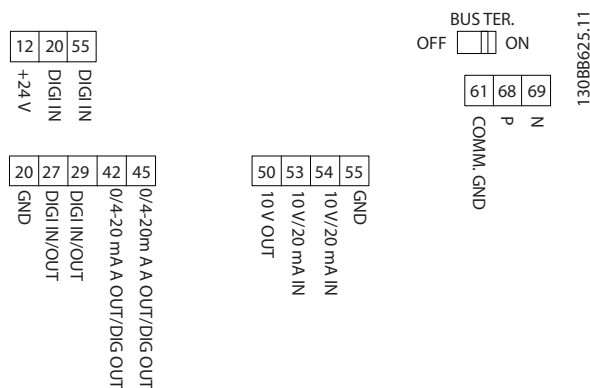 BUS TER.
OFF ON
12 20 55
+24 V
DIGI IN
DIGI IN
61 68 69
COMM. GND
P
N
130BB625.11
20 27 29 42 45
GND
DIGI IN/OUT
DIGI IN/OUT
0/4-20 mA A OUT/DIG OUT
0/4-20m A A OUT/DIG OUT
50 53 54 55
10 V OUT
10 V/20 mA IN
10 V/20 mA IN
GND